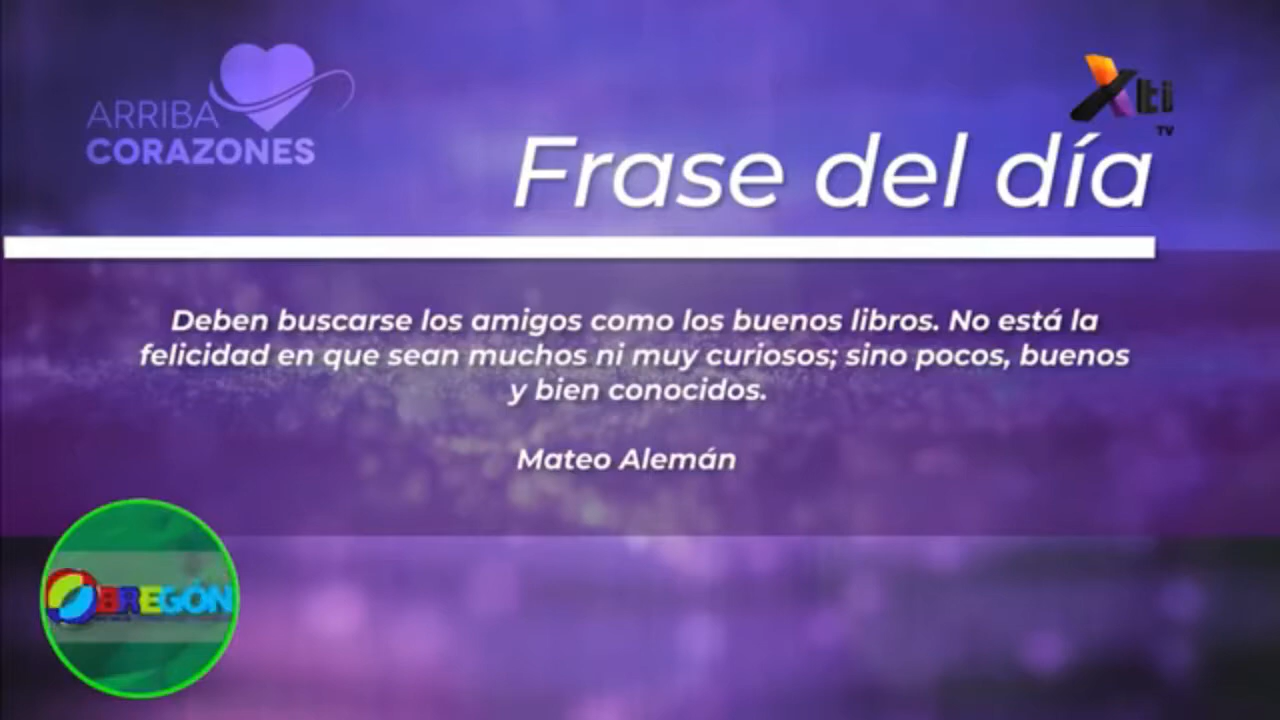 ARRIBA
CORAZONES
Xti
TV
Frase del día
Deben buscarse los amigos como los buenos libros. No está la
felicidad en que sean muchos ni muy curiosos; sino pocos, buenos
y bien conocidos.
Mateo Alemán
OBREGÓN